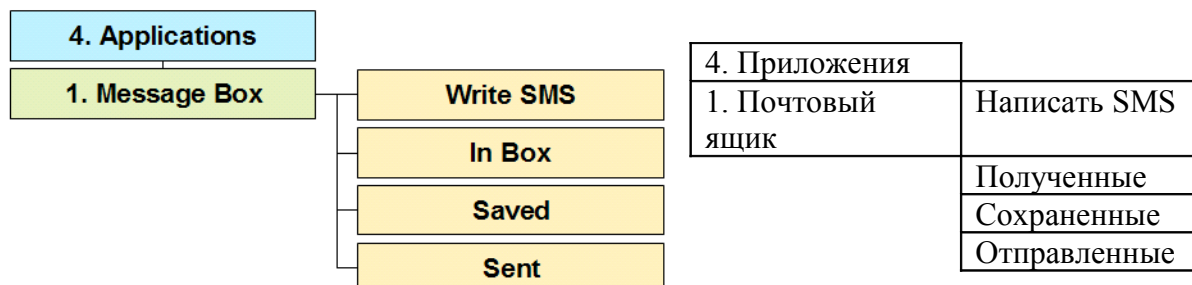 4. Applications
1. Message Box
Write SMS
In Box
Saved
Sent
4. Приложения
1. Почтовый
ящик
Написать SMS
Полученные
Сохраненные
Отправленные